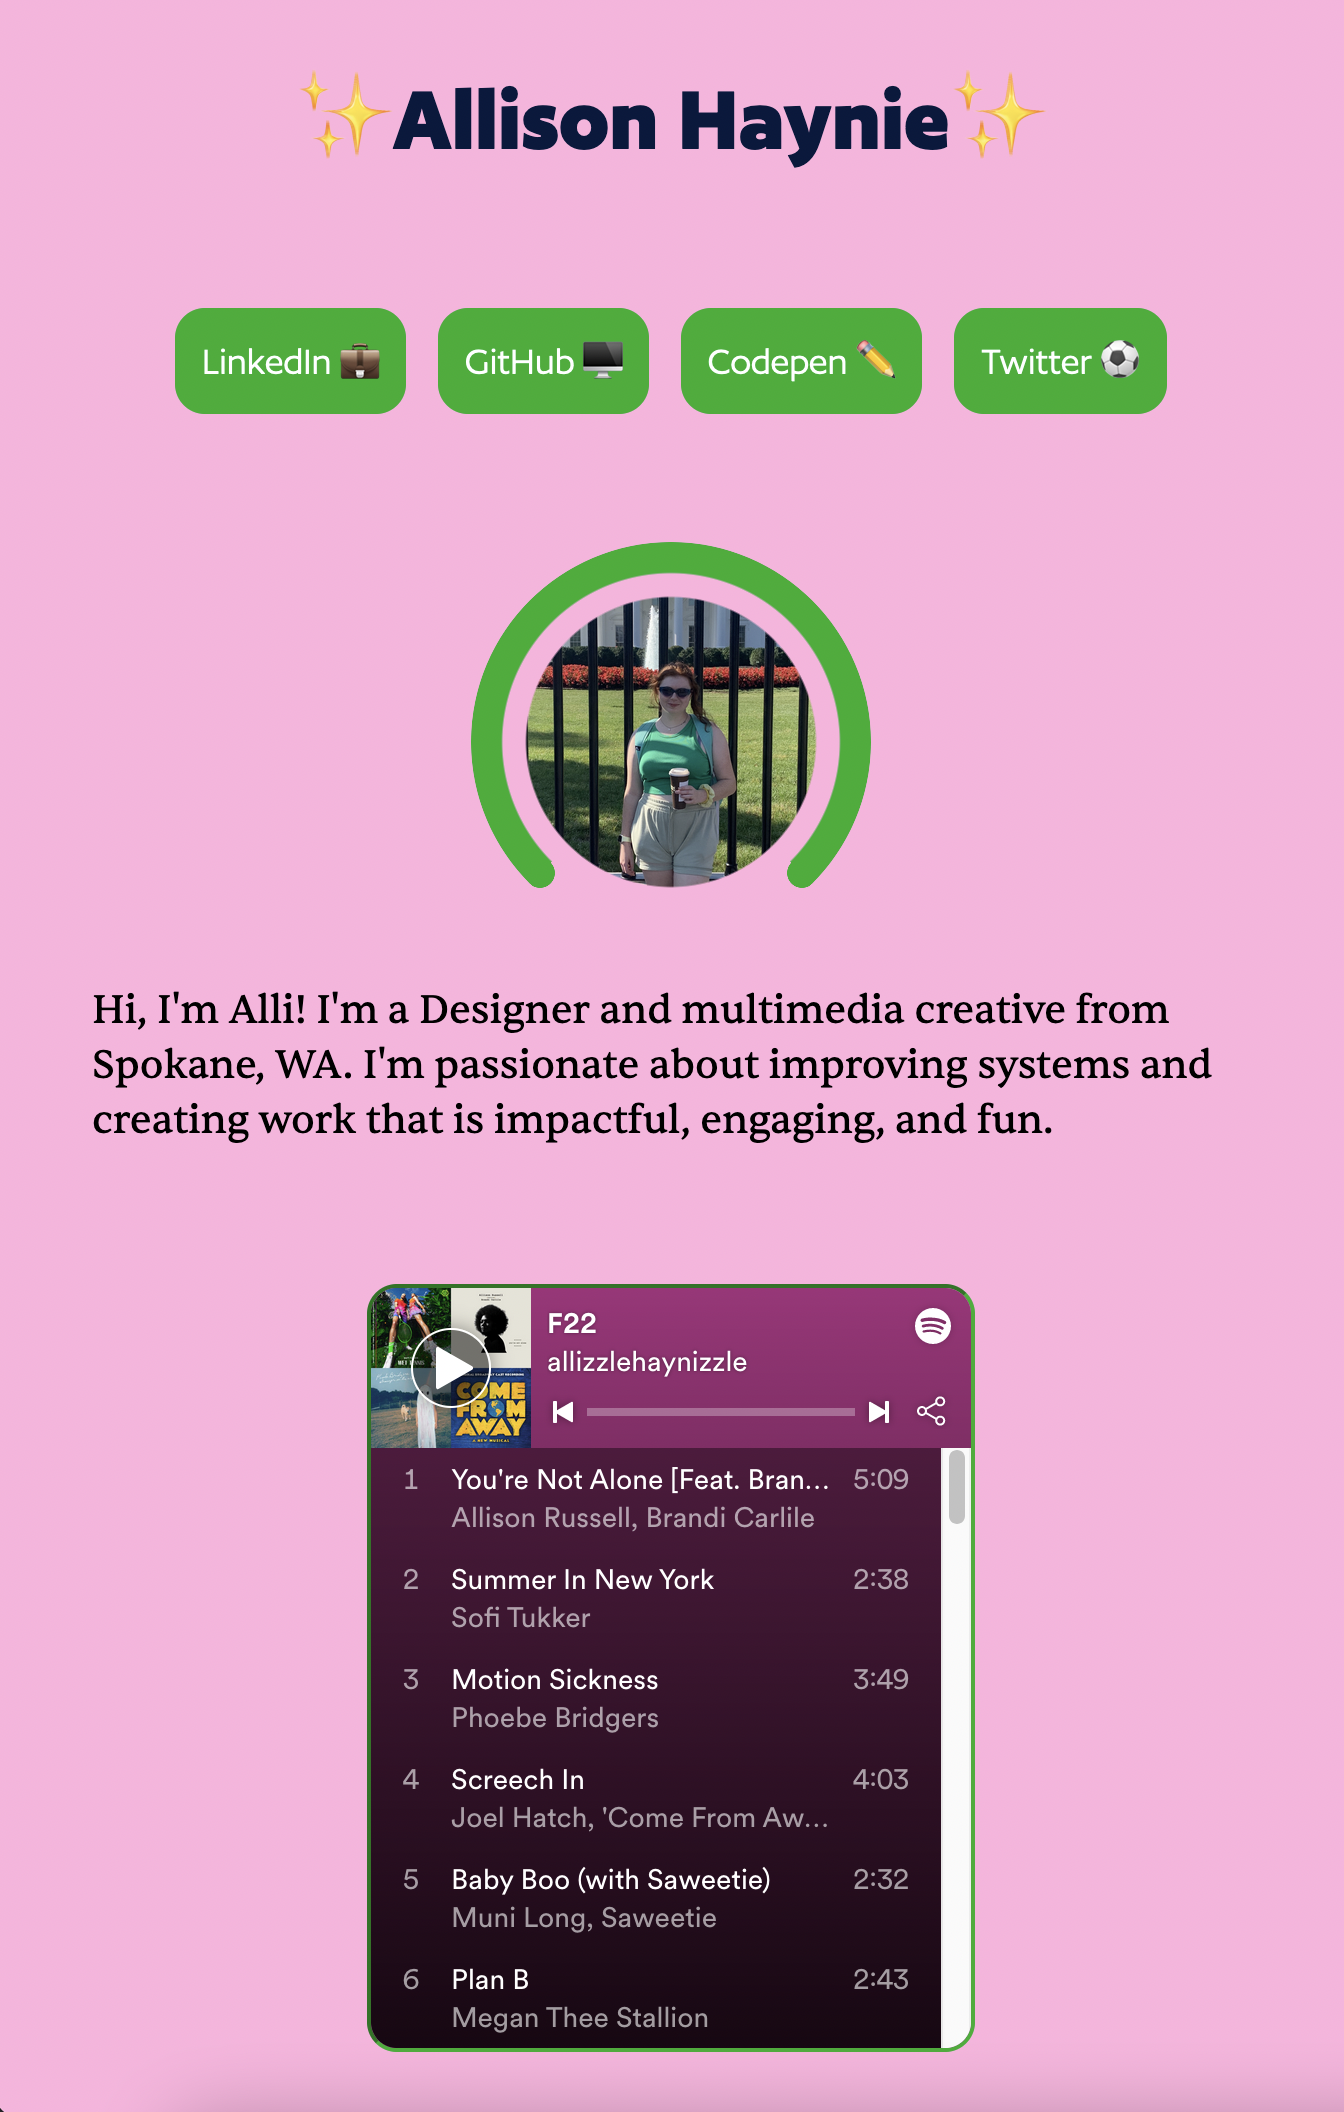 ✨Allison Haynie✨
LinkedIn 💼
GitHub 🖥️
Codepen ✏️
Twitter ⚽
Hi, I'm Alli! I'm a Designer and multimedia creative from
Spokane, WA. I'm passionate about improving systems and
creating work that is impactful, engaging, and fun.
COME
FROM
AWAY
A NEW MUSICAL
F22
allizzlehaynizzle
1 You're Not Alone [Feat. Bran... 5:09
Allison Russell, Brandi Carlile
2 Summer In New York 2:38
Sofi Tukker
3 Motion Sickness 3:49
Phoebe Bridgers
4 Screech In 4:03
Joel Hatch, 'Come From Aw...
5 Baby Boo (with Saweetie) 2:32
Muni Long, Saweetie
6 Plan B 2:43
Megan Thee Stallion